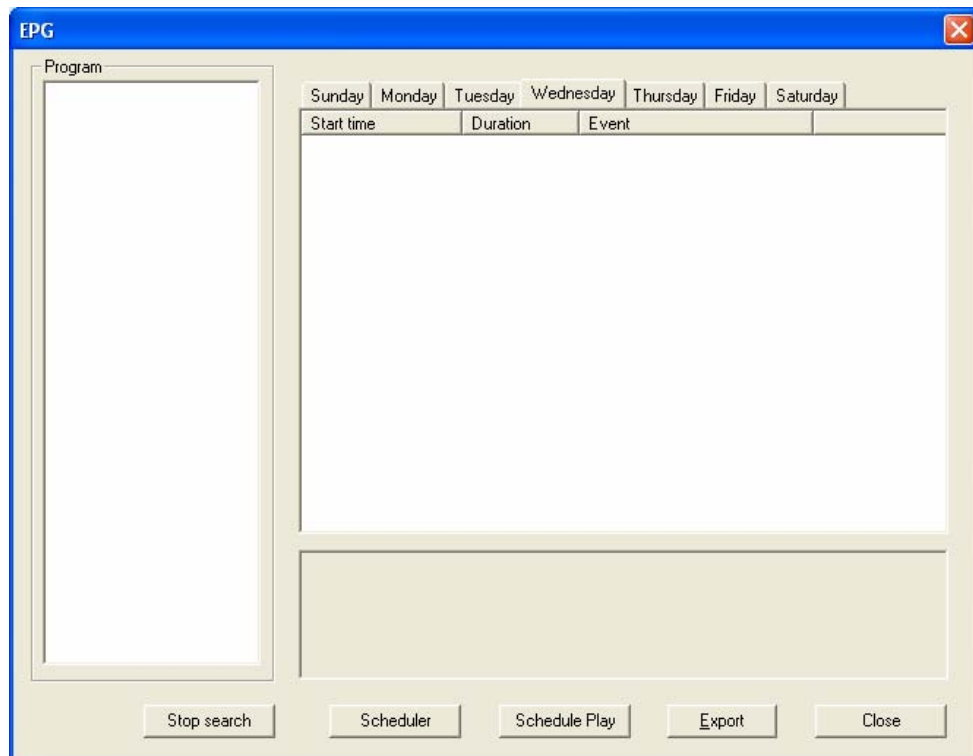 EPG
Program
Sunday Monday Tuesday Wednesday Thursday Friday Saturday
Start time Duration Event
Stop search Scheduler Schedule Play Export Close